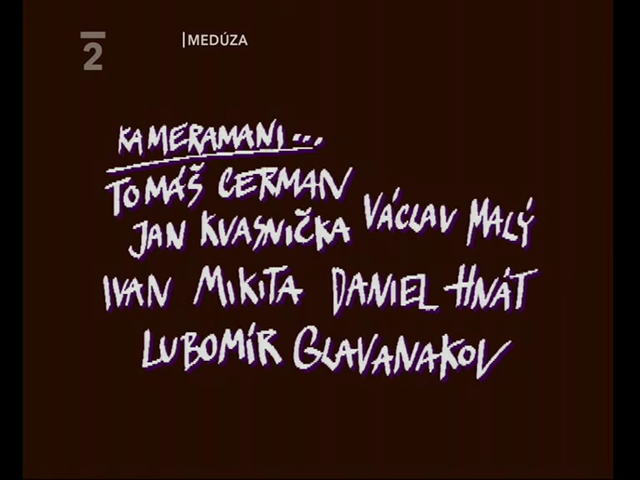 2
|MEDÚZA
KAMERAMANI...
TOMÁŠ CERMAN
JAN KVASNIČKA VÁCLAV MALÝ
IVAN MIKITA DANIEL HNÁT
LUBOMÍR GLAVANAKOV